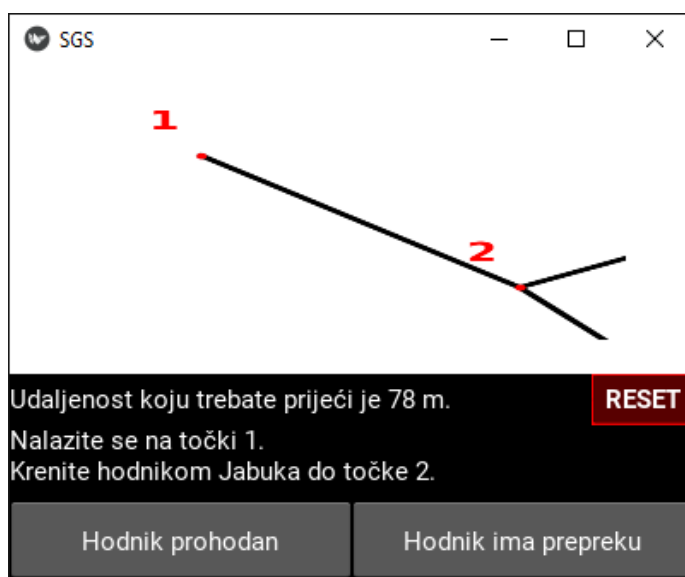 SGS
1
2
Udaljenost koju trebate prijeći je 78 m.
RESET
Nalazite se na točki 1.
Krenite hodnikom Jabuka do točke 2.
Hodnik prohodan
Hodnik ima prepreku